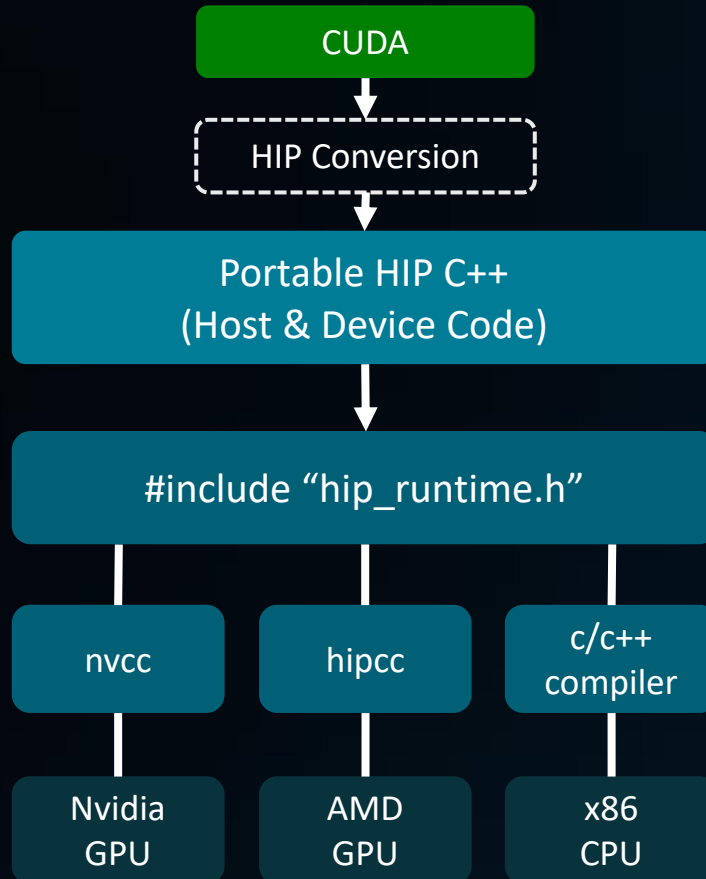 CUDA
HIP Conversion
Portable HIP C++
(Host & Device Code)
#include “hip_runtime.h”
nvcc
hipcc
c/c++
compiler
Nvidia
GPU
AMD
GPU
x86
CPU